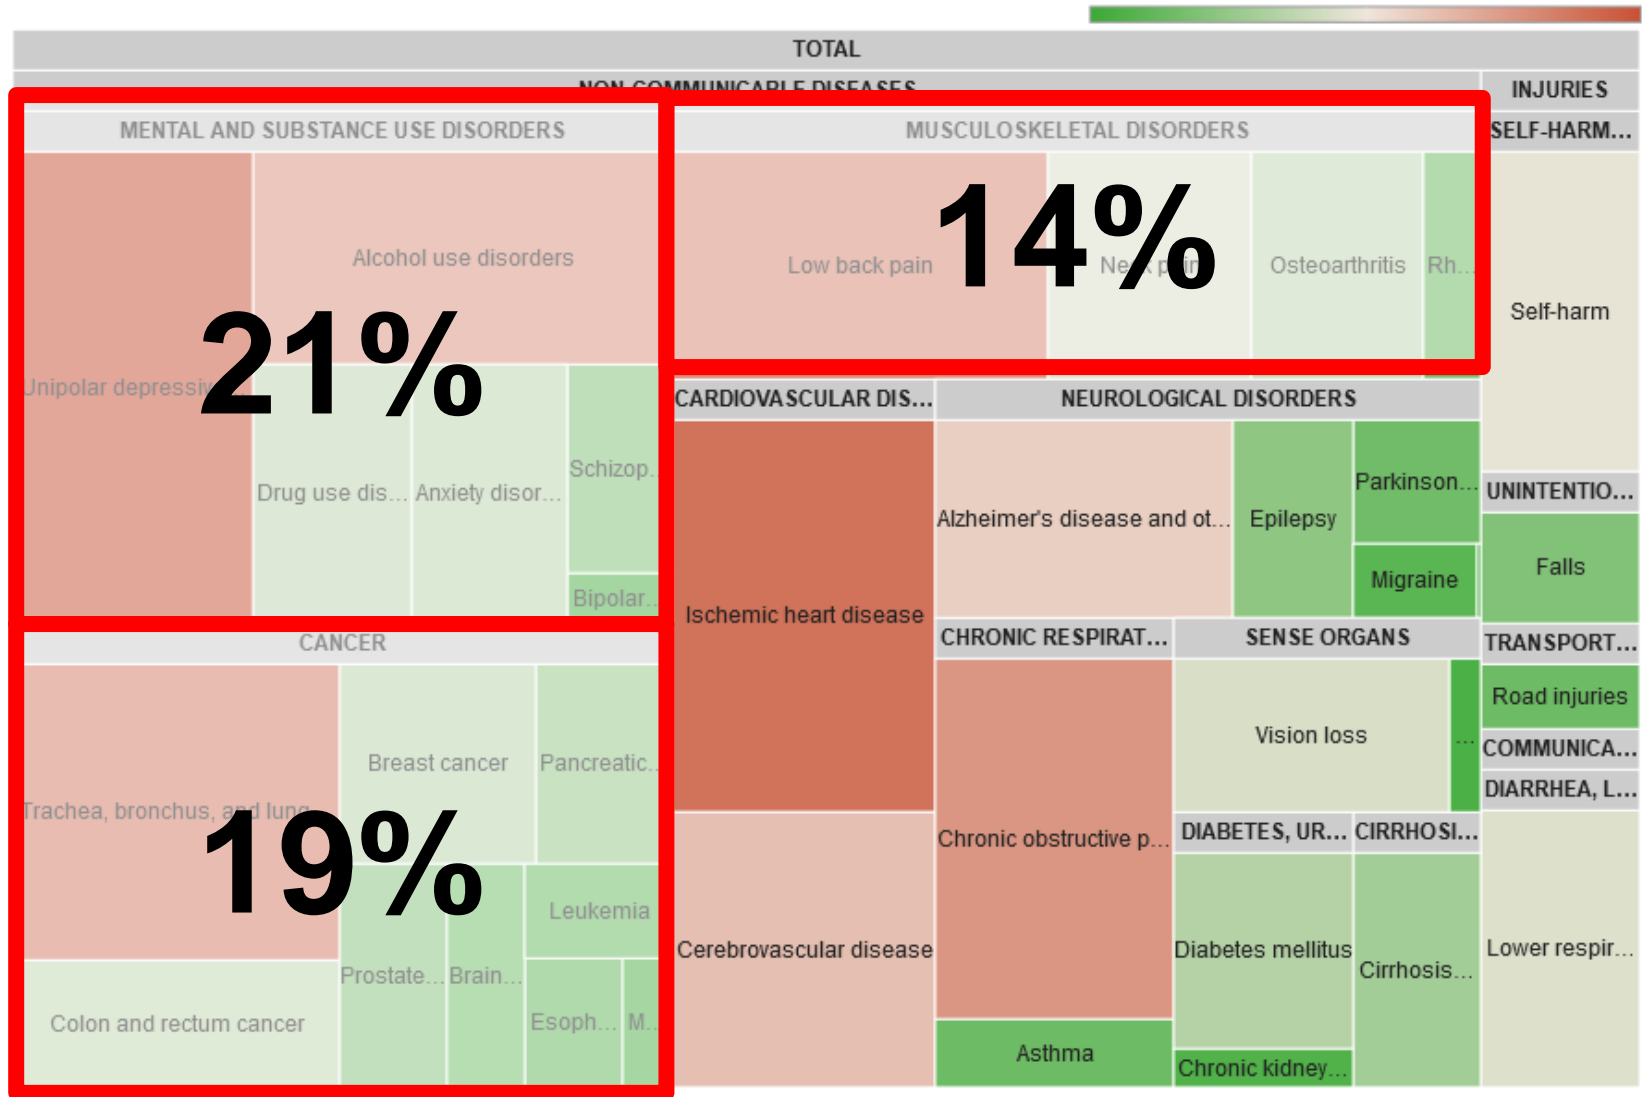 TOTAL
NON-COMMUNICABLE DISEASES
INJURIES
MENTAL AND SUBSTANCE USE DISORDERS
MUSCULOSKELETAL DISORDERS
SELF-HARM...
Unipolar depressiv
Alcohol use disorders
21%
Drug use dis...
Anxiety disor...
Schizop...
Bipolar...
Low back pain
14%
Neck pain
Osteoarthritis
Rh...
Self-harm
CANCER
Trachea, bronchus, and lung
19%
Breast cancer
Pancreatic...
Colon and rectum cancer
Prostate...
Brain...
Leukemia
Esoph...
M...
CARDIOVASCULAR DIS...
Ischemic heart disease
Cerebrovascular disease
NEUROLOGICAL DISORDERS
Alzheimer's disease and ot...
Epilepsy
Parkinson...
Migraine
CHRONIC RESPIRAT...
Chronic obstructive p...
Asthma
SENSE ORGANS
Vision loss
...
DIABETES, UR...
Diabetes mellitus
Chronic kidney...
CIRRHOSI...
Cirrhosis...
UNINTENTIO...
Falls
TRANSPORT...
Road injuries
COMMUNICA...
DIARRHEA, L...
Lower respir...